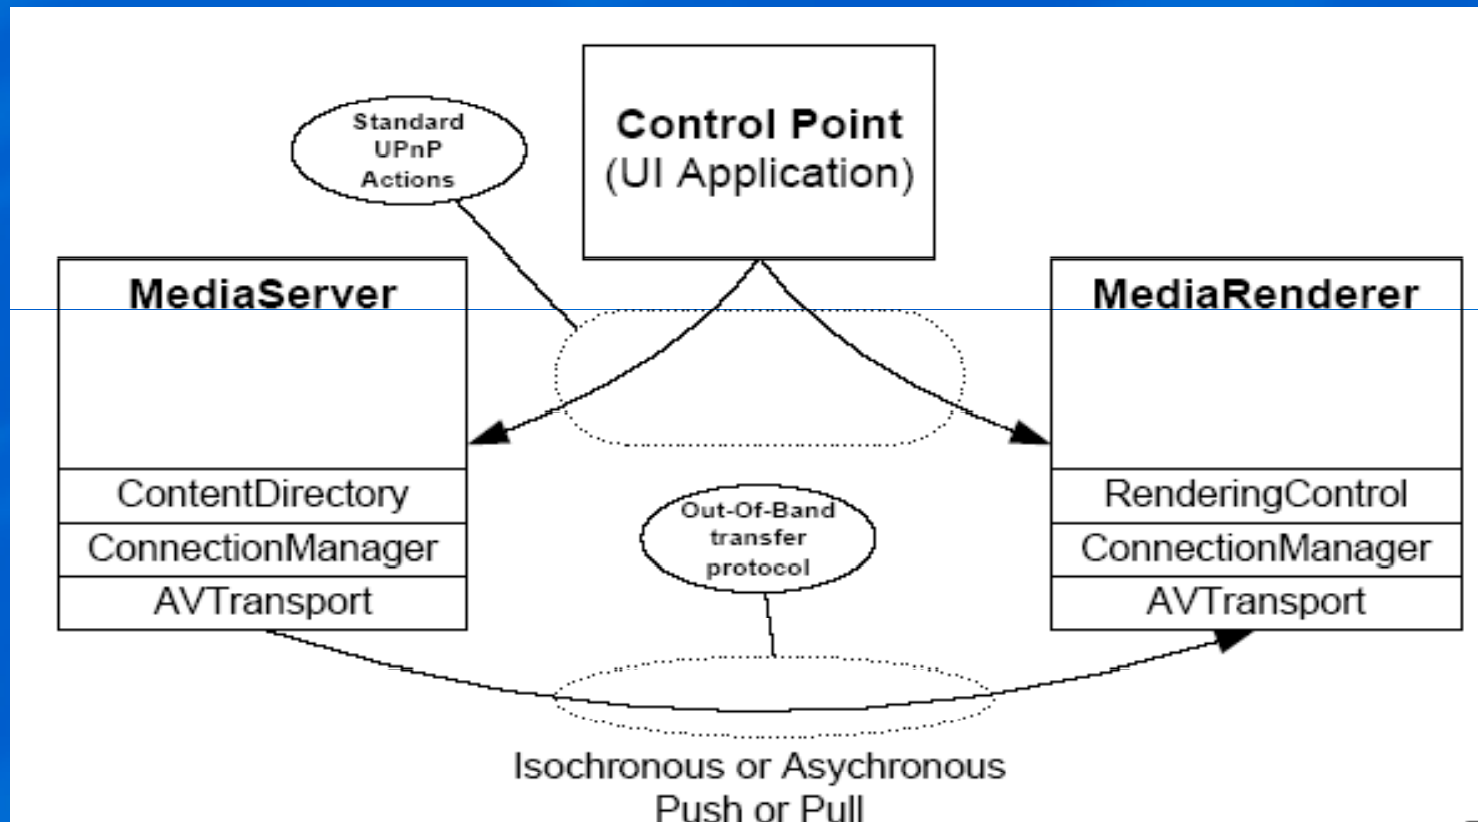 Standard
UPnP
Actions
Control Point
(UI Application)
MediaServer
ContentDirectory
ConnectionManager
AVTransport
MediaRenderer
RenderingControl
ConnectionManager
AVTransport
Out-Of-Band
transfer
protocol
Isochronous or Asychronous
Push or Pull